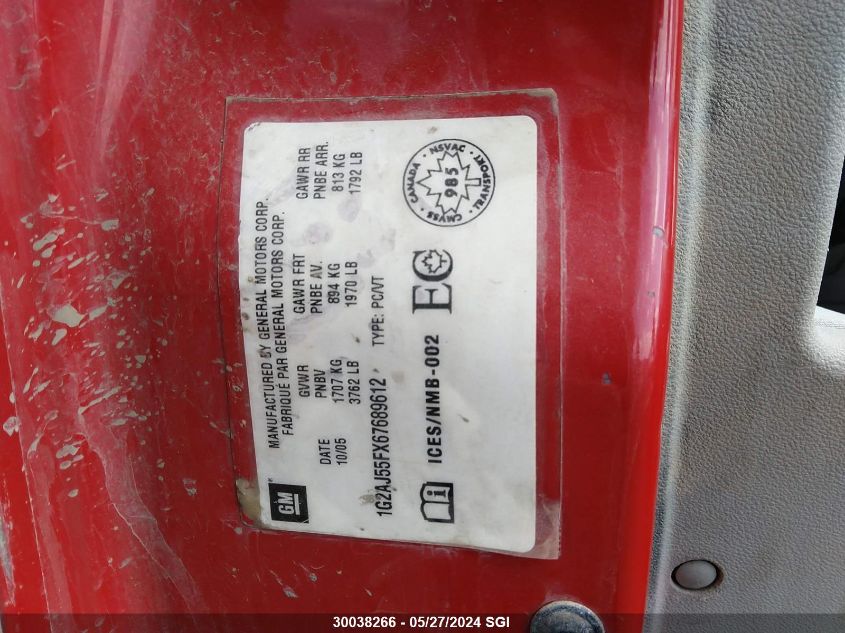 MANUFACTURED BY GENERAL MOTORS CORP.
FABRIQUÉ PAR GENERAL MOTORS CORP.
GM
DATE GVWR GAWR FRT GAWR RR
PNBV PNBE AV. PNBE ARR.
10/05 1707 KG 894 KG 813 KG
3762 LB 1970 LB 1792 LB
1G2AJ55FX67689612 TYPE: PC/VT
ICES/NMB-002 EC
CANADA · NSVAC · TRANSPORT · CMVSS ·
985
30038266 - 05/27/2024 SGI